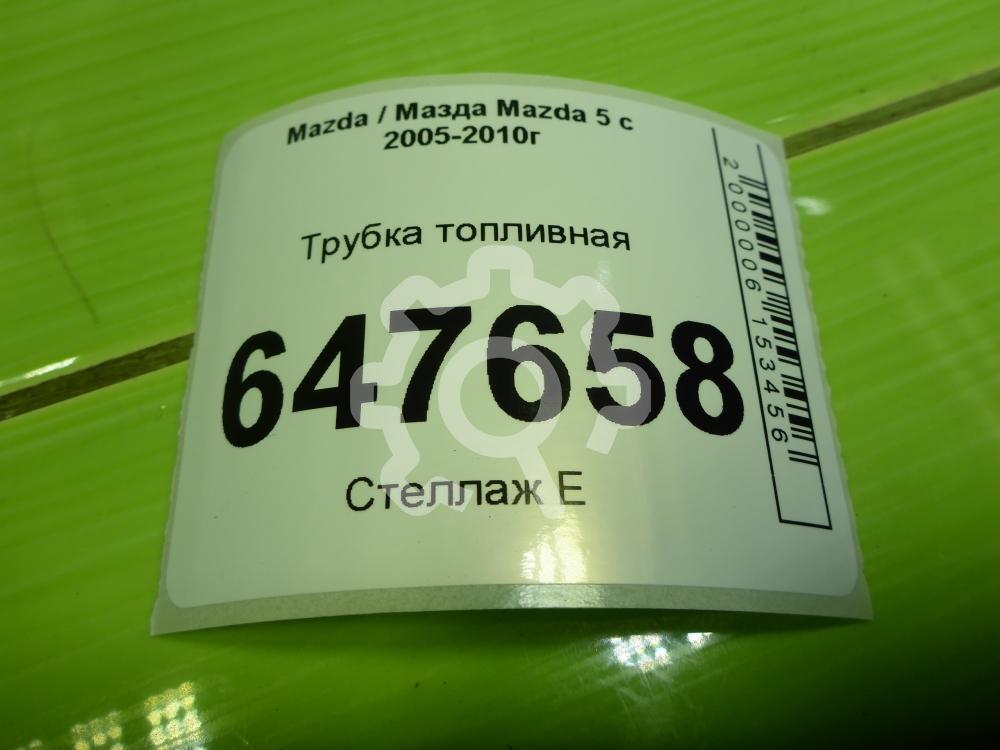 Mazda / Мазда Mazda 5 с
2005-2010г
Трубка топливная
647658
Стеллаж Е
2000006153456